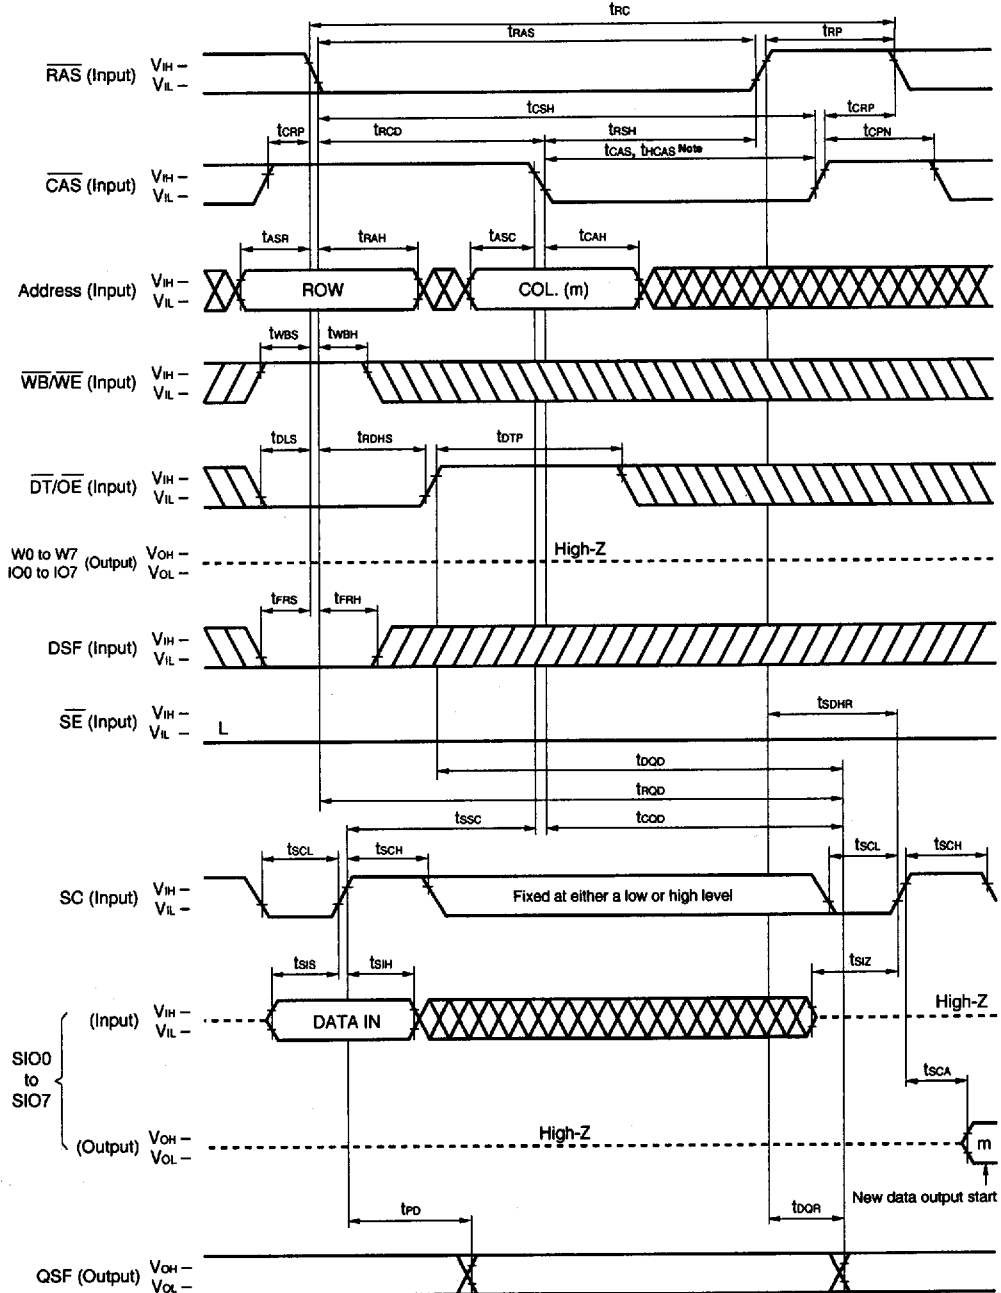 tRC
tRAS tRP
RAS (Input) VIH –
VIL –
tCSH
tCRP
tCRP tRCD tRSH tCPN
tCAS, tHCAS Note
CAS (Input) VIH –
VIL –
tASR tRAH tASC tCAH
Address (Input) VIH –
VIL –
ROW COL. (m)
tWBS tWBH
WB/WE (Input) VIH –
VIL –
tDLS tRDHS tDTP
DT/OE (Input) VIH –
VIL –
W0 to W7
IO0 to IO7 (Output) VOH –
VOL –
High-Z
tFRS tFRH
DSF (Input) VIH –
VIL –
tSDHR
SE (Input) VIH –
VIL –
L
tDQD
tRQD
tSSC tCQD
tSCL tSCH tSCL tSCH
SC (Input) VIH –
VIL –
Fixed at either a low or high level
tSIS tSIH tSIZ
(Input) VIH –
VIL –
DATA IN High-Z
SIO0
to
SIO7
tSCA
(Output) VOH –
VOL –
High-Z m
New data output start
tPD tDQR
QSF (Output) VOH –
VOL –